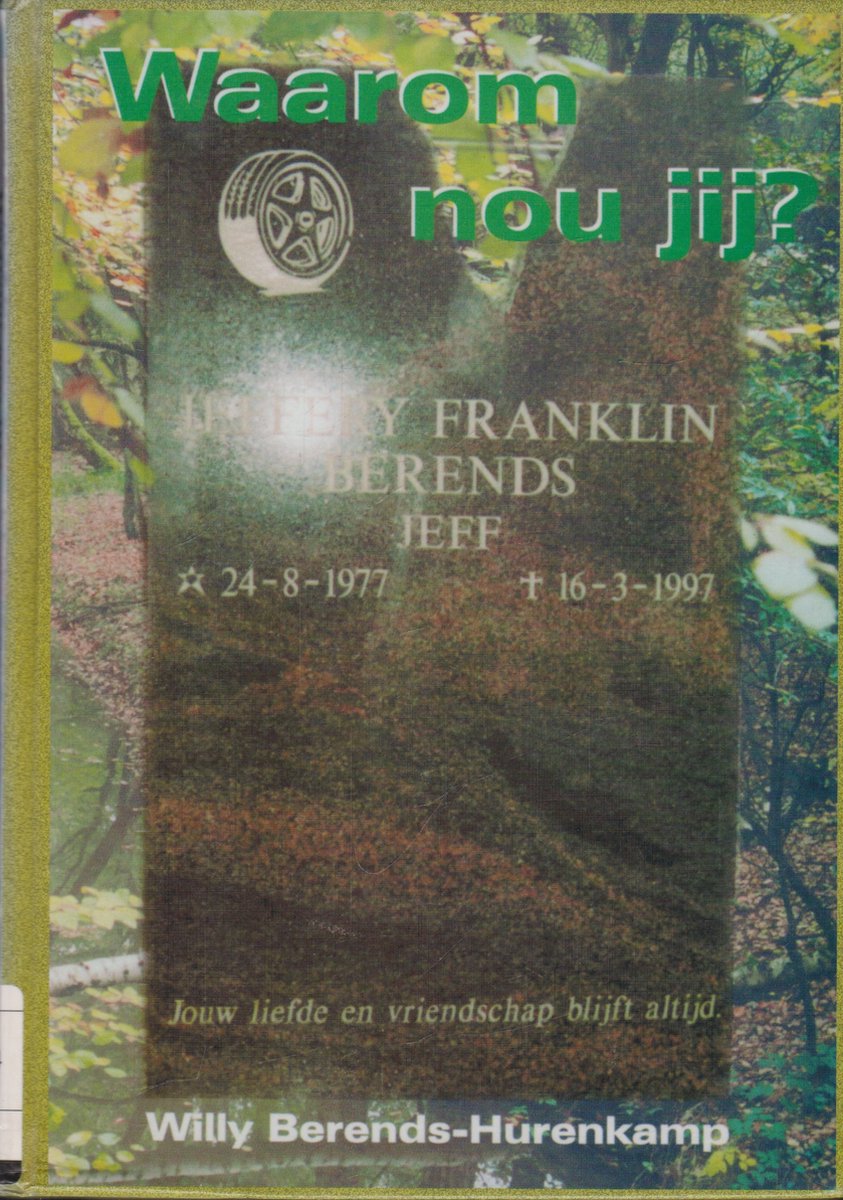 Waarom
nou jij?
JEFFERY FRANKLIN
BERENDS
JEFF
☆ 24-8-1977 ✝ 16-3-1997
Jouw liefde en vriendschap blijft altijd.
Willy Berends-Hurenkamp